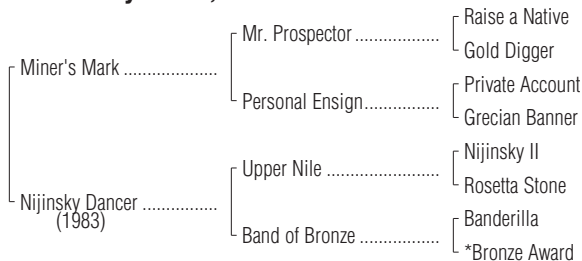 Raise a Native
Mr. Prospector ..................
Gold Digger
Miner's Mark ....................
Private Account
Personal Ensign................
Grecian Banner
Nijinsky II
Upper Nile .......................
Rosetta Stone
Nijinsky Dancer ................
(1983)
Banderilla
Band of Bronze .................
*Bronze Award